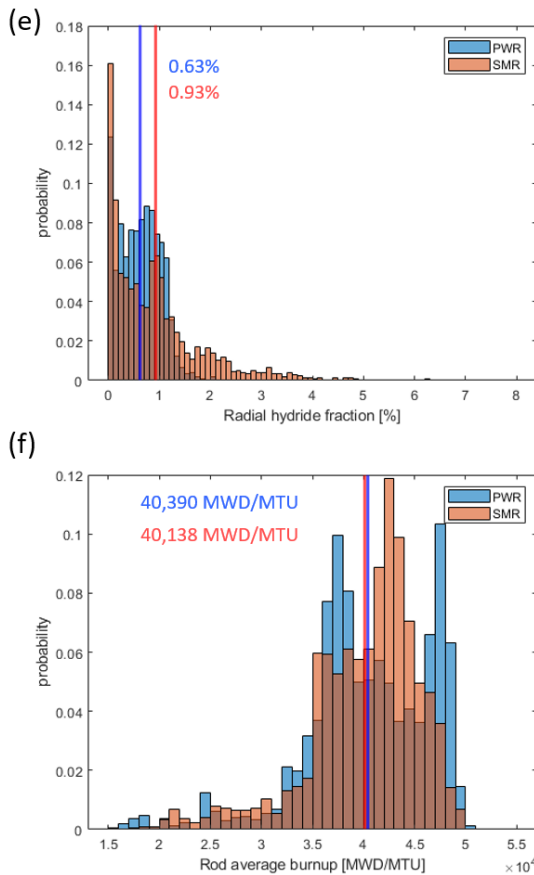 (e)
0.18
0.16
0.14
0.12
0.1
0.08
0.06
0.04
0.02
0
probability
0.63%
0.93%
PWR
SMR
0 1 2 3 4 5 6 7 8
Radial hydride fraction [%]
(f)
0.12
0.1
0.08
0.06
0.04
0.02
0
probability
40,390 MWD/MTU
40,138 MWD/MTU
PWR
SMR
1.5 2 2.5 3 3.5 4 4.5 5 5.5
Rod average burnup [MWD/MTU]
× 10⁴